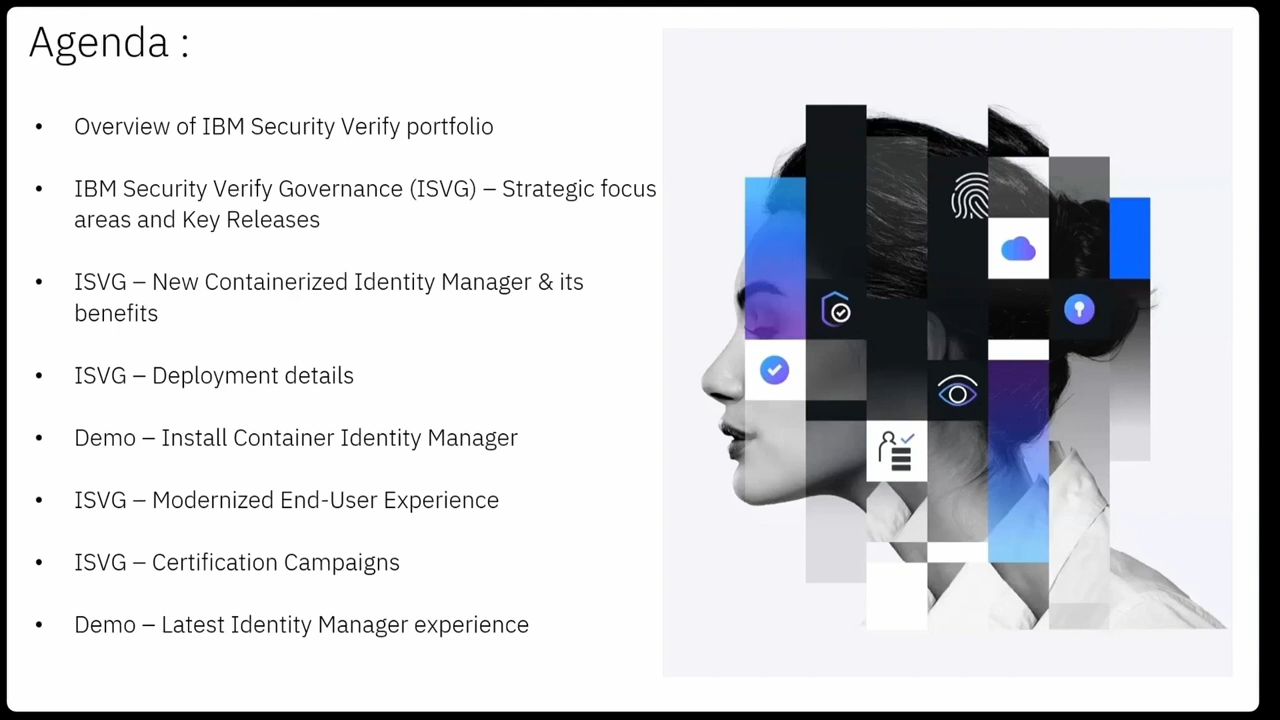 Agenda :
• Overview of IBM Security Verify portfolio
• IBM Security Verify Governance (ISVG) – Strategic focus
areas and Key Releases
• ISVG – New Containerized Identity Manager & its
benefits
• ISVG – Deployment details
• Demo – Install Container Identity Manager
• ISVG – Modernized End-User Experience
• ISVG – Certification Campaigns
• Demo – Latest Identity Manager experience